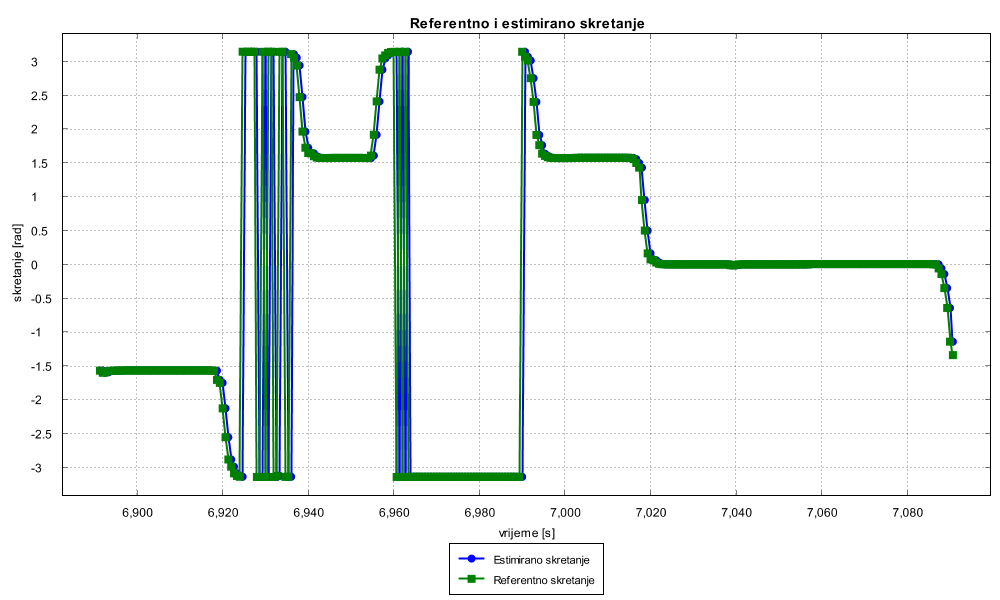 Referentno i estimirano skretanje
3
2.5
2
1.5
1
0.5
0
-0.5
-1
-1.5
-2
-2.5
-3
skretanje [rad]
6,900 6,920 6,940 6,960 6,980 7,000 7,020 7,040 7,060 7,080
vrijeme [s]
Estimirano skretanje
Referentno skretanje